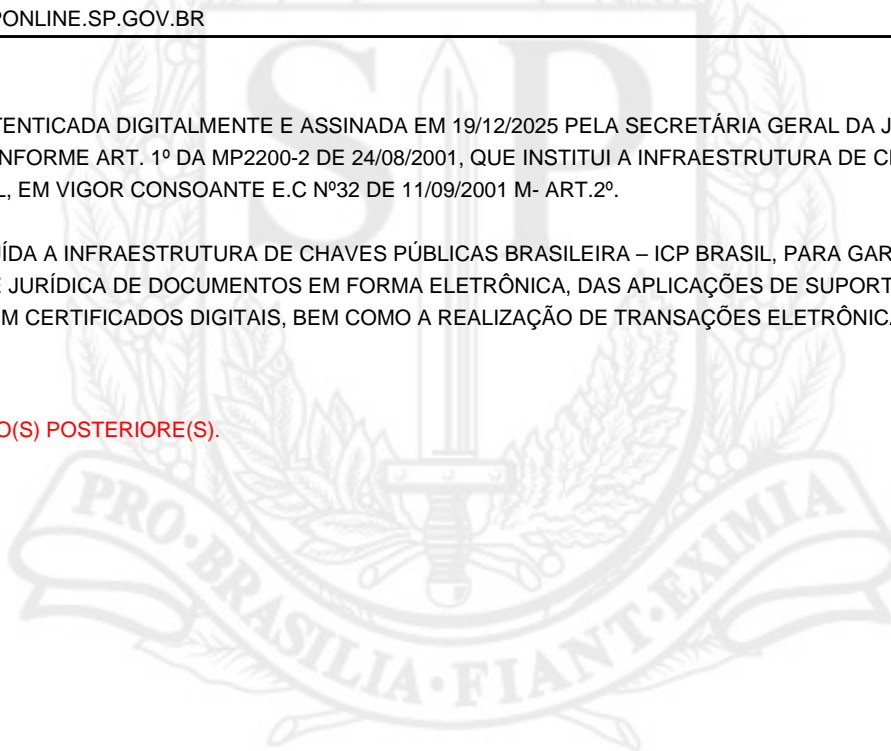 PONLINE.SP.GOV.BR
TENTICADA DIGITALMENTE E ASSINADA EM 19/12/2025 PELA SECRETÁRIA GERAL DA J
NFORME ART. 1º DA MP2200-2 DE 24/08/2001, QUE INSTITUI A INFRAESTRUTURA DE C
L, EM VIGOR CONSOANTE E.C Nº32 DE 11/09/2001 M- ART.2º.
UÍDA A INFRAESTRUTURA DE CHAVES PÚBLICAS BRASILEIRA – ICP BRASIL, PARA GAR
E JURÍDICA DE DOCUMENTOS EM FORMA ELETRÔNICA, DAS APLICAÇÕES DE SUPORT
EM CERTIFICADOS DIGITAIS, BEM COMO A REALIZAÇÃO DE TRANSAÇÕES ELETRÔNICA
O(S) POSTERIORE(S).
SP
PRO·BRASILIA·FIANT·EXIMIA